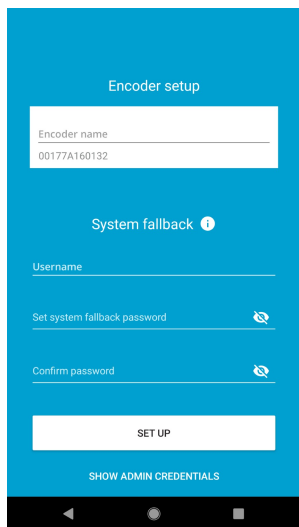 Encoder setup
Encoder name
00177A160132
System fallback
Username
Set system fallback password
Confirm password
SET UP
SHOW ADMIN CREDENTIALS